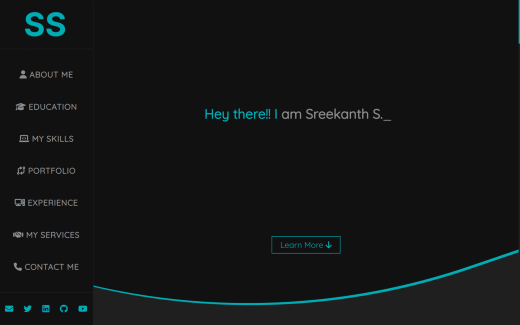 SS
ABOUT ME
EDUCATION
MY SKILLS
PORTFOLIO
EXPERIENCE
MY SERVICES
CONTACT ME
Hey there!! I am Sreekanth S._
Learn More